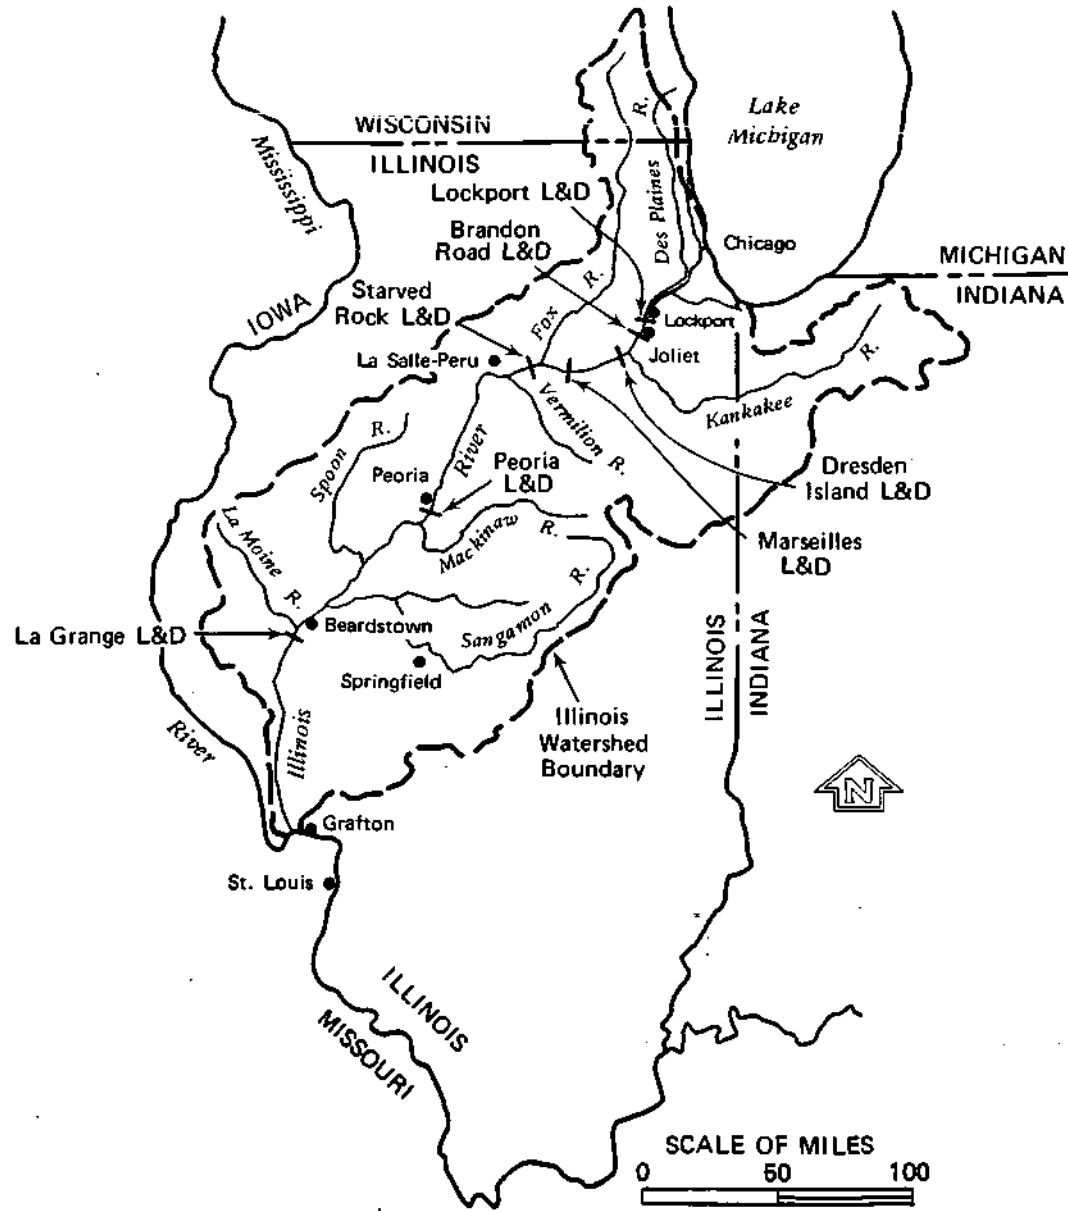 Lake
Michigan
WISCONSIN
ILLINOIS
Mississippi
R.
Lockport L&D
Brandon
Road L&D
Des Plaines
Chicago
MICHIGAN
INDIANA
Starved
Rock L&D
IOWA
Fox
R.
Lockport
Joliet
La Salle-Peru
R.
Kankakee
Vermilion R.
River
Spoon
R.
Peoria
Peoria
L&D
Dresden
Island L&D
La Moine
R.
Mackinaw
R.
Marseilles
L&D
R.
Beardstown
Sangamon
La Grange L&D
Springfield
ILLINOIS
INDIANA
River
Illinois
Illinois
Watershed
Boundary
N
Grafton
St. Louis
ILLINOIS
MISSOURI
SCALE OF MILES
0 50 100